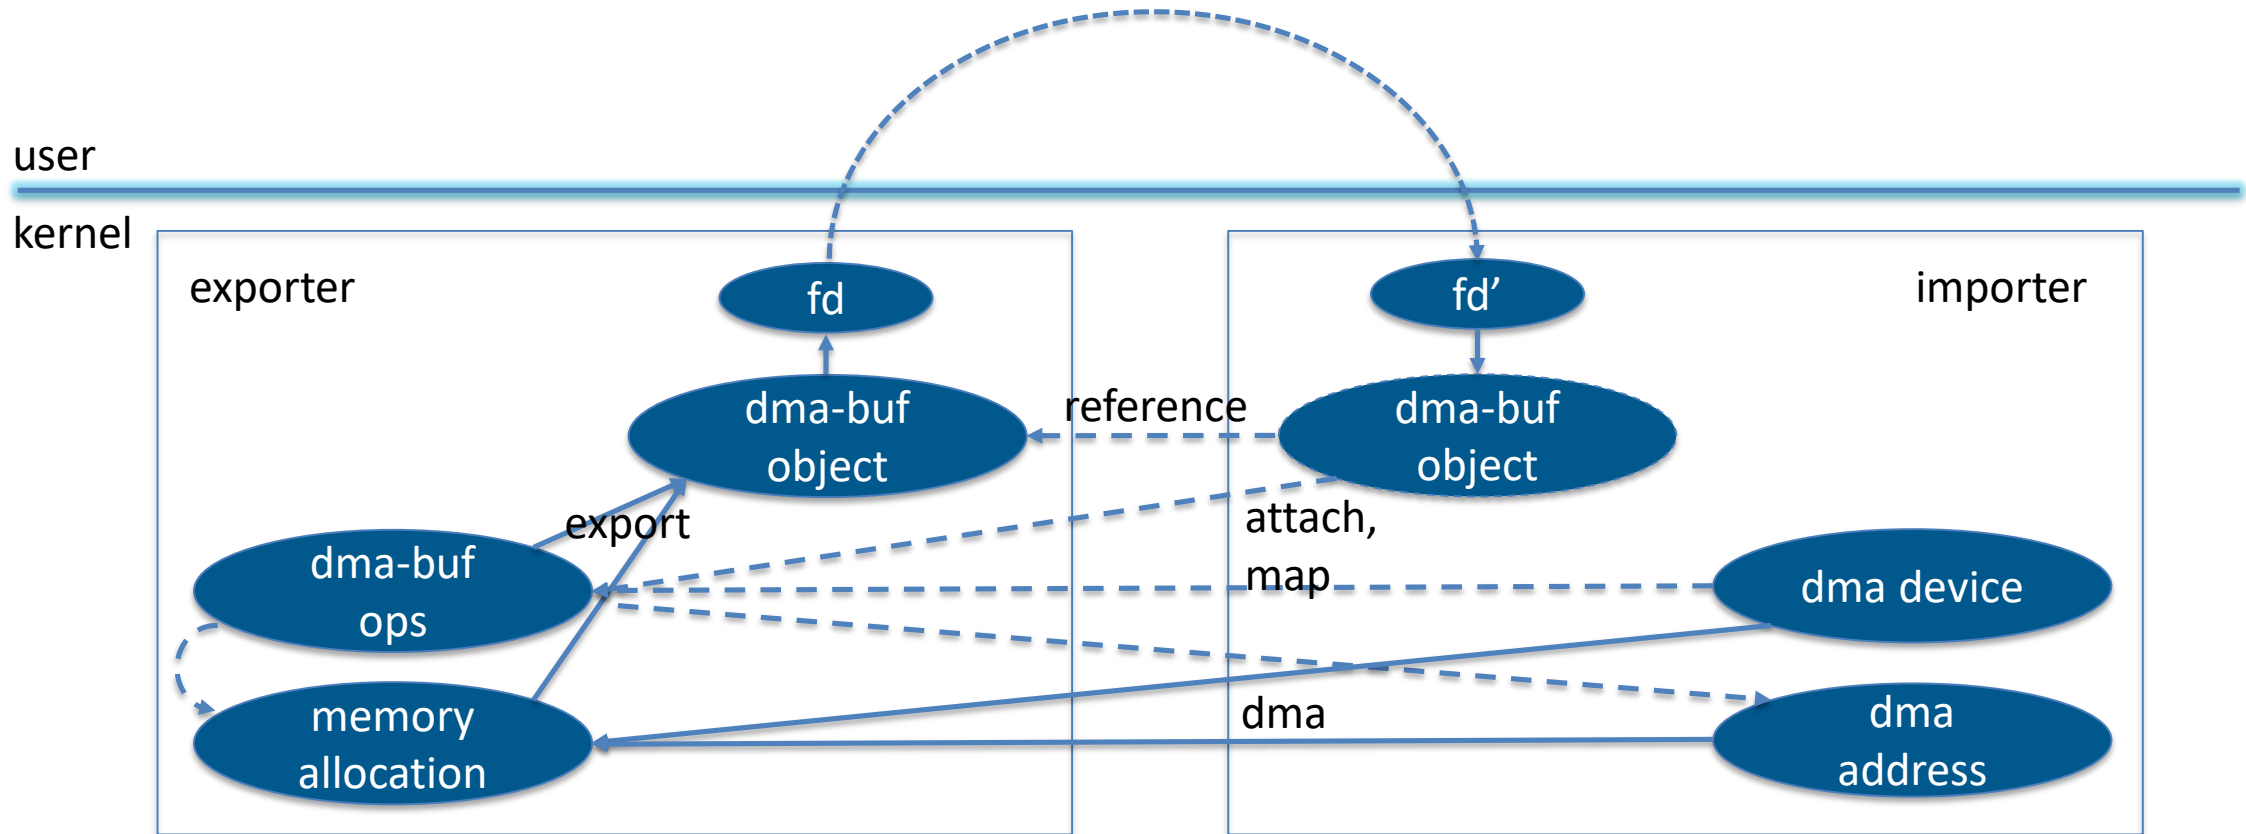 user
kernel
exporter
fd
fd’
importer
dma-buf
object
reference
dma-buf
object
export
attach,
map
dma-buf
ops
dma device
memory
allocation
dma
dma
address